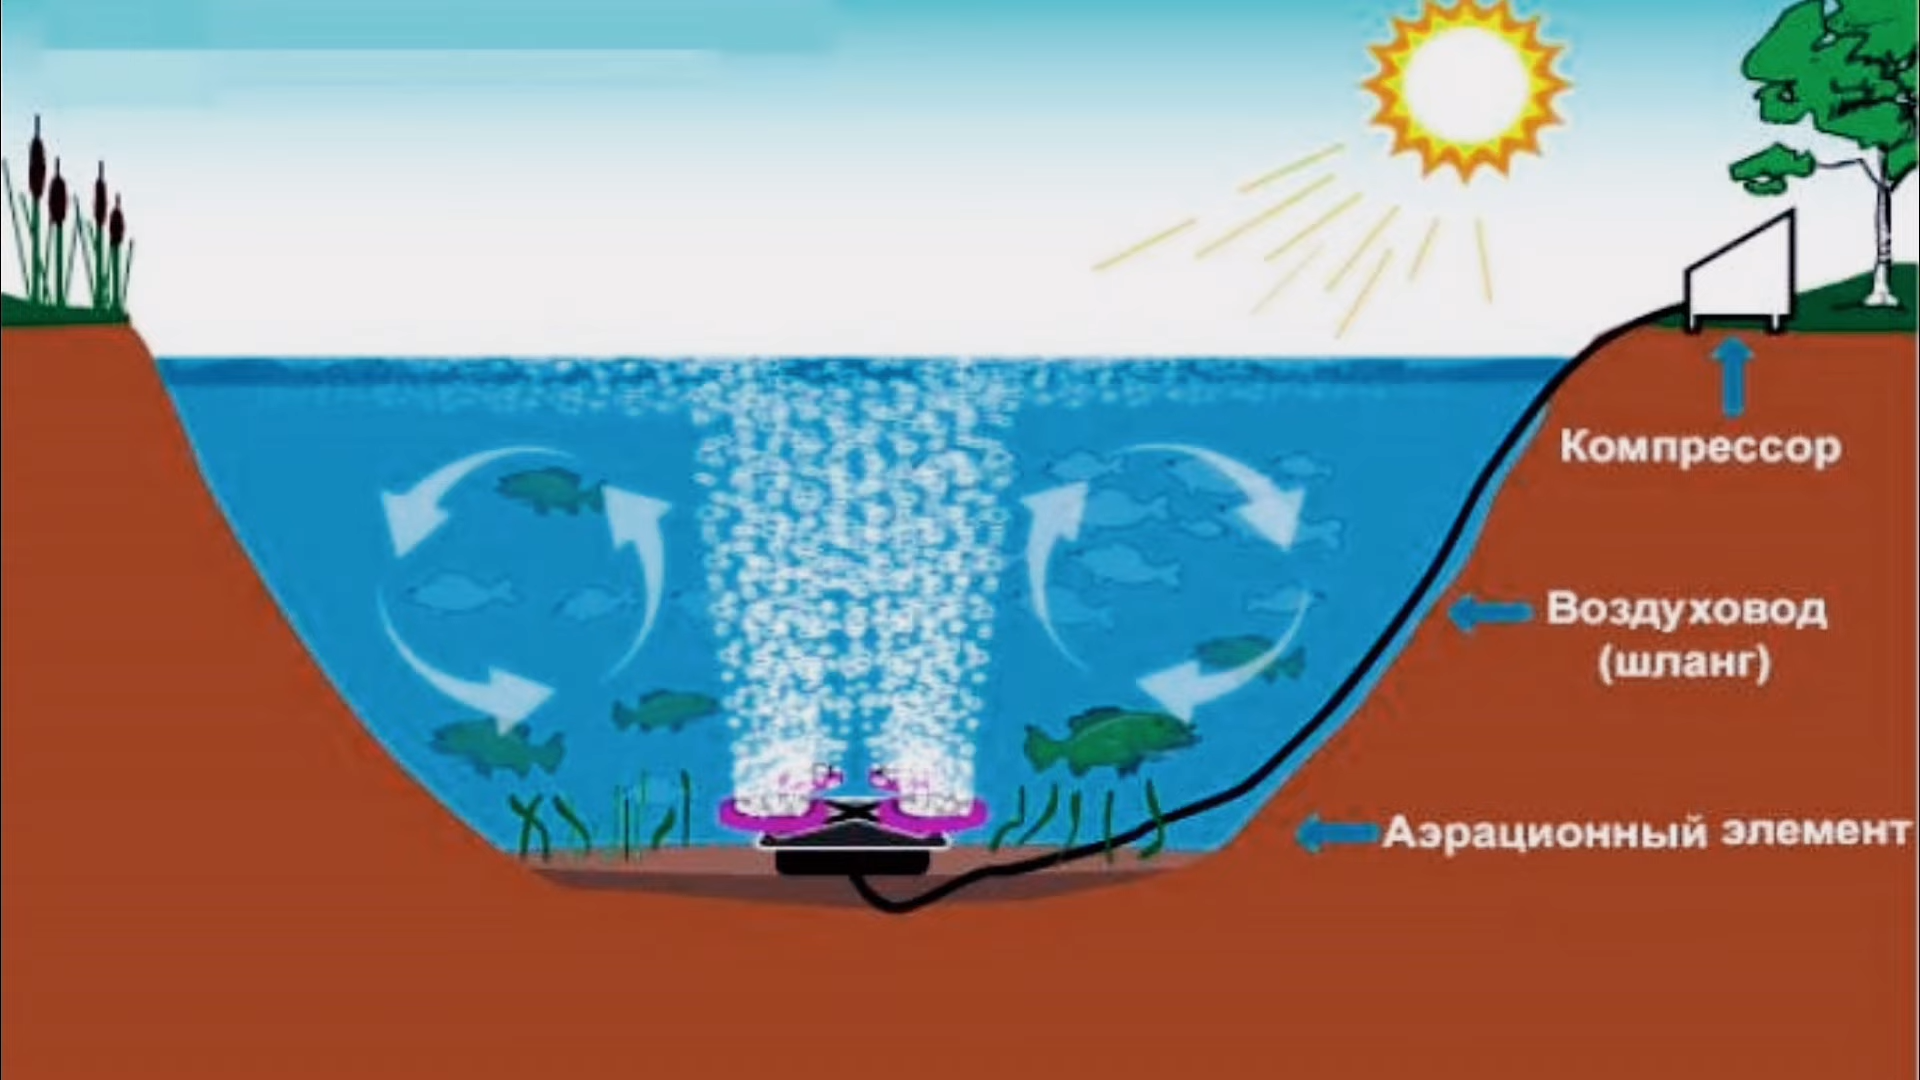 Компрессор
Воздуховод
(шланг)
Аэрационный элемент